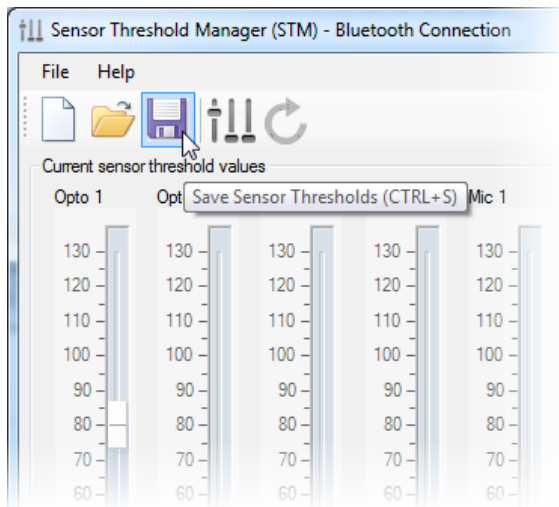 Sensor Threshold Manager (STM) - Bluetooth Connection
File Help
Current sensor threshold values
Opto 1 Opt Save Sensor Thresholds (CTRL+S) Mic 1
130 130 130 130 130
120 120 120 120 120
110 110 110 110 110
100 100 100 100 100
90 90 90 90 90
80 80 80 80 80
70 70 70 70 70
60 60 60 60 60